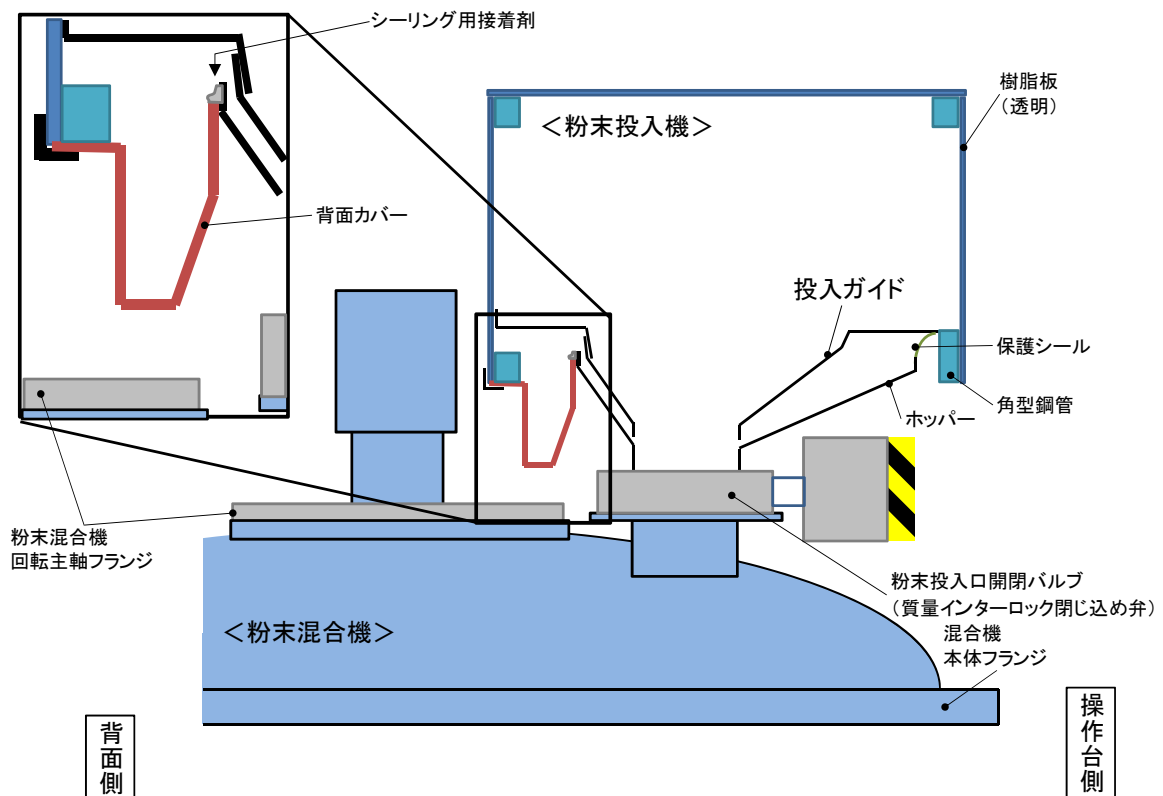 シーリング用接着剤
樹脂板
（透明）
＜粉末投入機＞
背面カバー
投入ガイド
保護シール
角型鋼管
ホッパー
粉末混合機
回転主軸フランジ
粉末投入口開閉バルブ
（質量インターロック閉じ込め弁）
＜粉末混合機＞
混合機
本体フランジ
背面側
操作台側